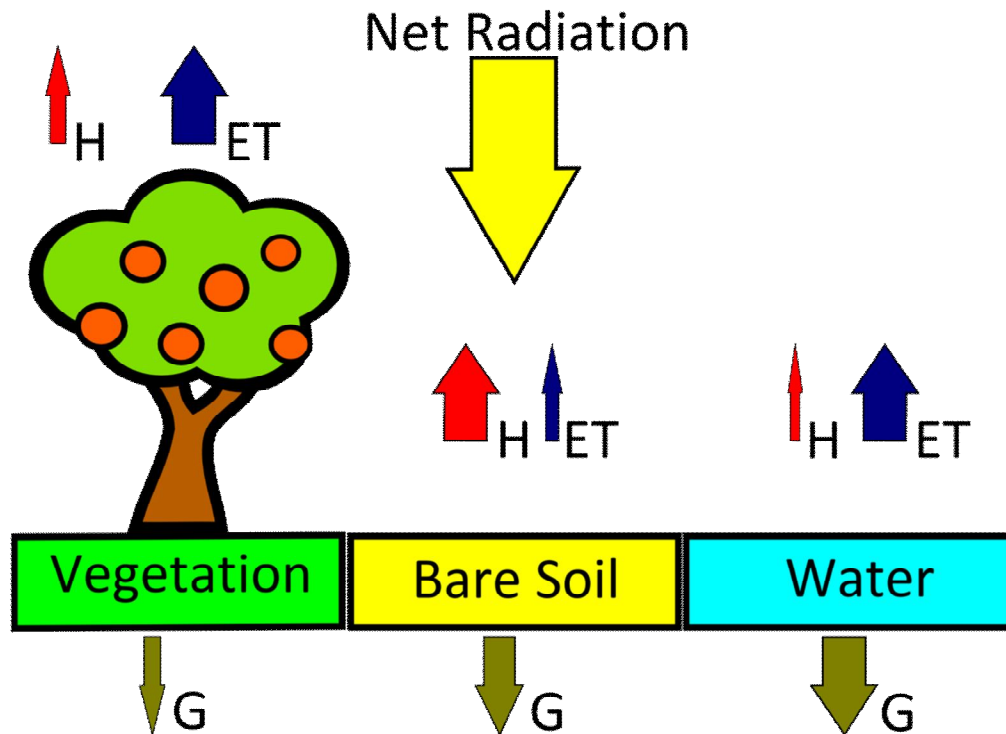 Net Radiation
H ET
H ET
H ET
Vegetation
Bare Soil
Water
G
G
G